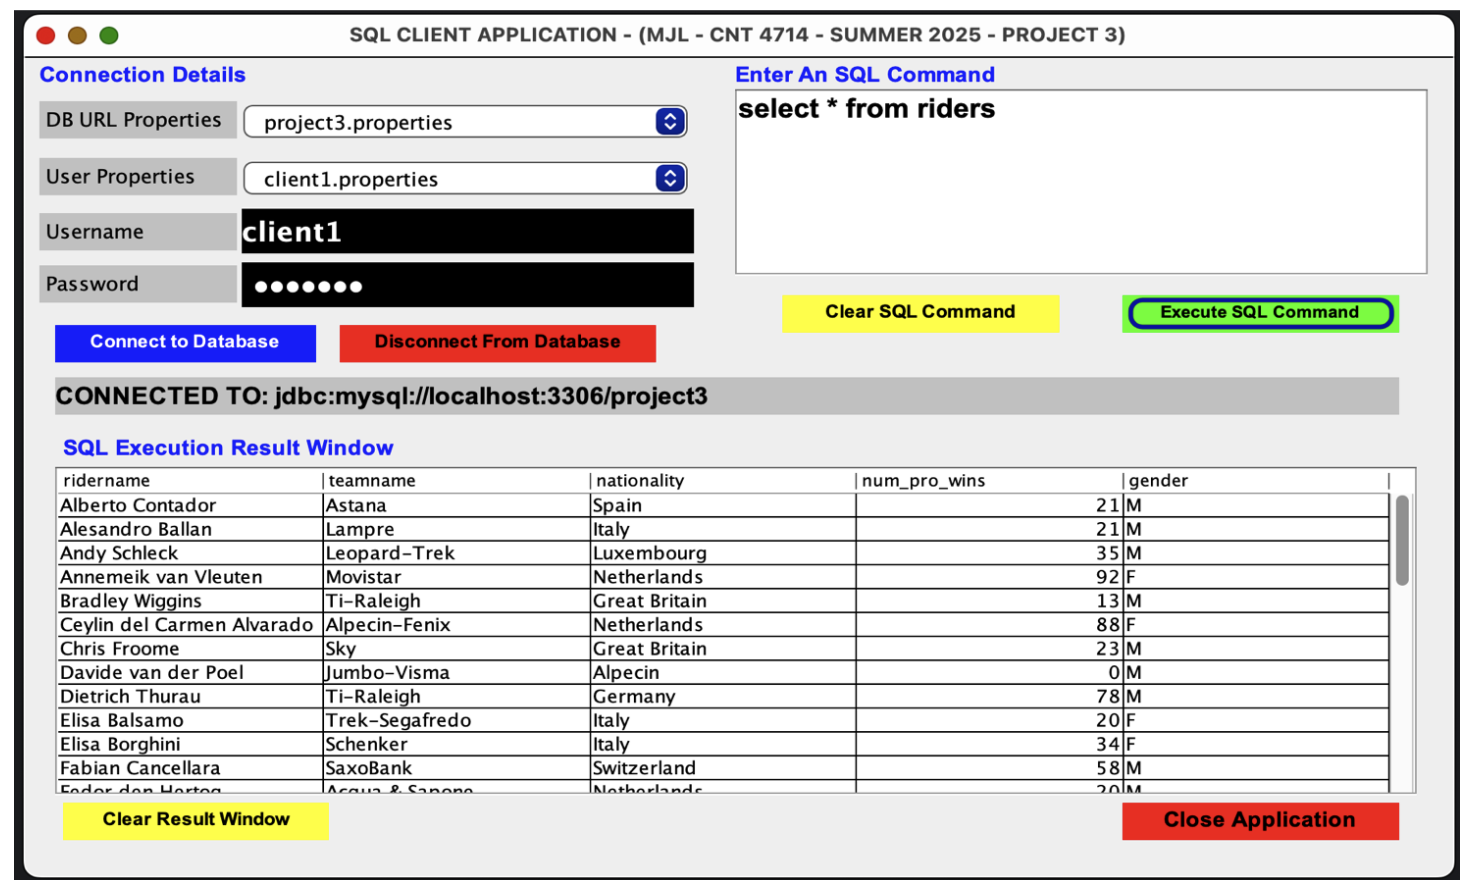 SQL CLIENT APPLICATION - (MJL - CNT 4714 - SUMMER 2025 - PROJECT 3)
Connection Details
DB URL Properties project3.properties
User Properties client1.properties
Username client1
Password •••••••
Connect to Database Disconnect From Database
Enter An SQL Command
select * from riders
Clear SQL Command Execute SQL Command
CONNECTED TO: jdbc:mysql://localhost:3306/project3
SQL Execution Result Window
ridername teamname nationality num_pro_wins gender
Alberto Contador Astana Spain 21 M
Alesandro Ballan Lampre Italy 21 M
Andy Schleck Leopard-Trek Luxembourg 35 M
Annemeik van Vleuten Movistar Netherlands 92 F
Bradley Wiggins Ti-Raleigh Great Britain 13 M
Ceylin del Carmen Alvarado Alpecin-Fenix Netherlands 88 F
Chris Froome Sky Great Britain 23 M
Davide van der Poel Jumbo-Visma Alpecin 0 M
Dietrich Thurau Ti-Raleigh Germany 78 M
Elisa Balsamo Trek-Segafredo Italy 20 F
Elisa Borghini Schenker Italy 34 F
Fabian Cancellara SaxoBank Switzerland 58 M
Fedor den Hertog Acqua & Sapone Netherlands 20 M
Clear Result Window Close Application